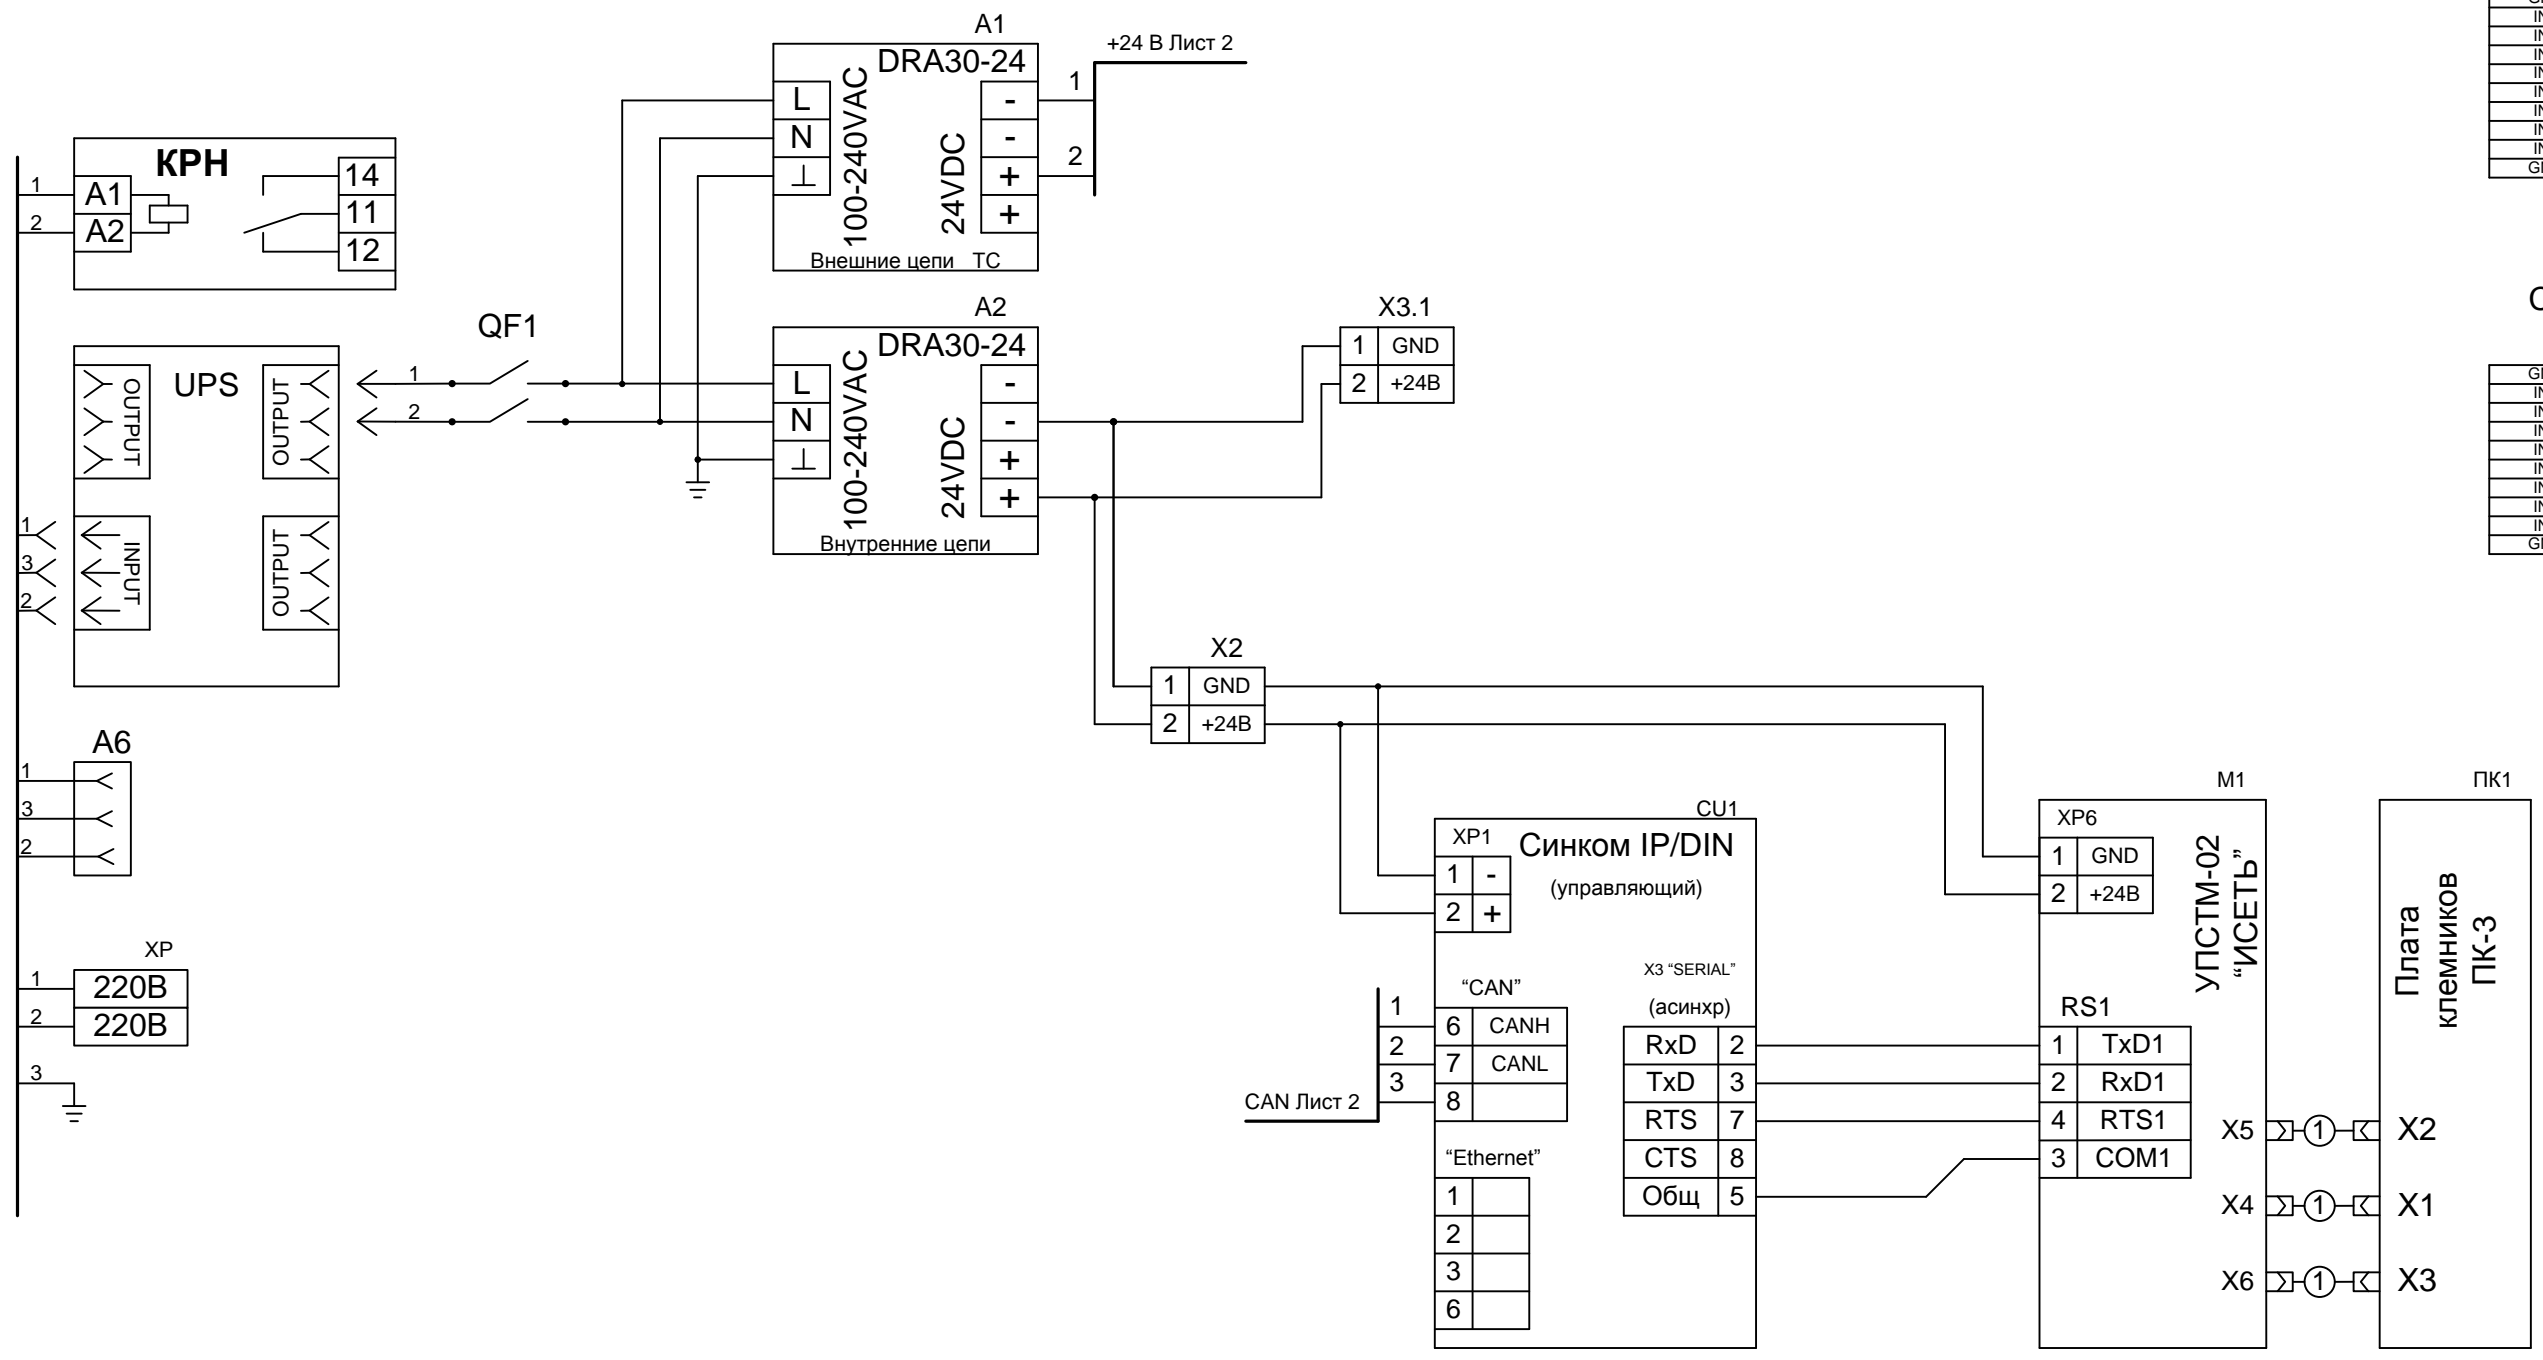 A1
DRA30-24
100-240VAC
24VDC
L
N
⊥
-
-
+
+
Внешние цепи ТС
1
2
+24 В Лист 2
КРН
1
2
A1
A2
14
11
12
UPS
OUTPUT
OUTPUT
INPUT
OUTPUT
1
3
2
QF1
1
2
A2
DRA30-24
100-240VAC
24VDC
L
N
⊥
-
-
+
+
Внутренние цепи
X3.1
1 GND
2 +24В
X2
1 GND
2 +24В
A6
1
3
2
XP
1 220В
2 220В
3
CU1
XP1
Синком IP/DIN
(управляющий)
1 -
2 +
"CAN"
1
2
3
6 CANH
7 CANL
8
CAN Лист 2
"Ethernet"
1
2
3
6
X3 "SERIAL"
(асинхр)
RxD 2
TxD 3
RTS 7
CTS 8
Общ 5
M1
XP6
1 GND
2 +24В
УПСТМ-02
"ИСЕТЬ"
RS1
1 TxD1
2 RxD1
4 RTS1
3 COM1
X5 1 X2
X4 1 X1
X6 1 X3
ПК1
Плата
клемников
ПК-3